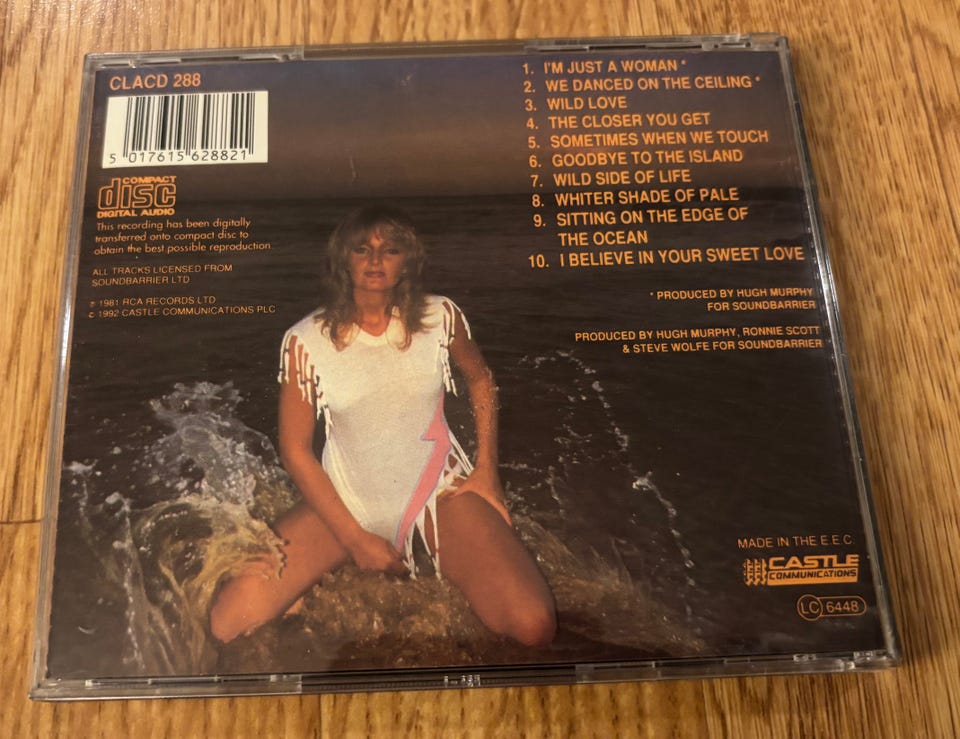 CLACD 288
5 017615 628821
COMPACT
disc
DIGITAL AUDIO
This recording has been digitally
transferred onto compact disc to
obtain the best possible reproduction
ALL TRACKS LICENSED FROM
SOUNDBARRIER LTD
℗ 1981 RCA RECORDS LTD
© 1992 CASTLE COMMUNICATIONS PLC
1. I'M JUST A WOMAN *
2. WE DANCED ON THE CEILING *
3. WILD LOVE
4. THE CLOSER YOU GET
5. SOMETIMES WHEN WE TOUCH
6. GOODBYE TO THE ISLAND
7. WILD SIDE OF LIFE
8. WHITER SHADE OF PALE
9. SITTING ON THE EDGE OF
THE OCEAN
10. I BELIEVE IN YOUR SWEET LOVE
* PRODUCED BY HUGH MURPHY
FOR SOUNDBARRIER
PRODUCED BY HUGH MURPHY, RONNIE SCOTT
& STEVE WOLFE FOR SOUNDBARRIER
MADE IN THE E.E.C.
CASTLE
COMMUNICATIONS
LC 6448